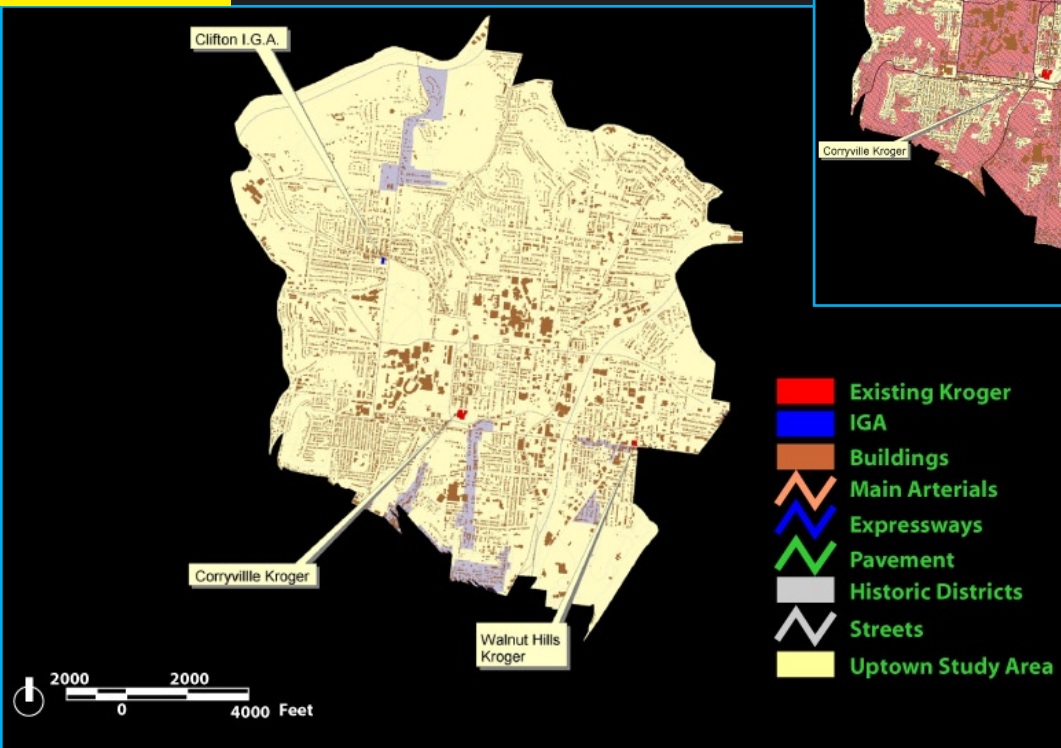 Clifton I.G.A.
Corryville Kroger
Existing Kroger
IGA
Buildings
Main Arterials
Expressways
Pavement
Historic Districts
Streets
Uptown Study Area
Corryvillle Kroger
Walnut Hills
Kroger
2000 2000
0 4000 Feet